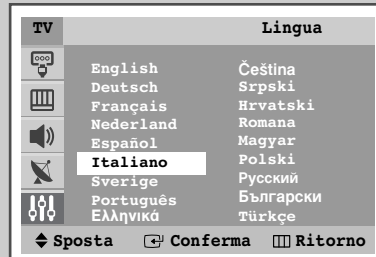 TV Lingua
English
Deutsch
Français
Nederland
Español
Italiano
Sverige
Português
Ελληνικά
Čeština
Srpski
Hrvatski
Romana
Magyar
Polski
Русский
Български
Türkçe
Sposta Conferma Ritorno